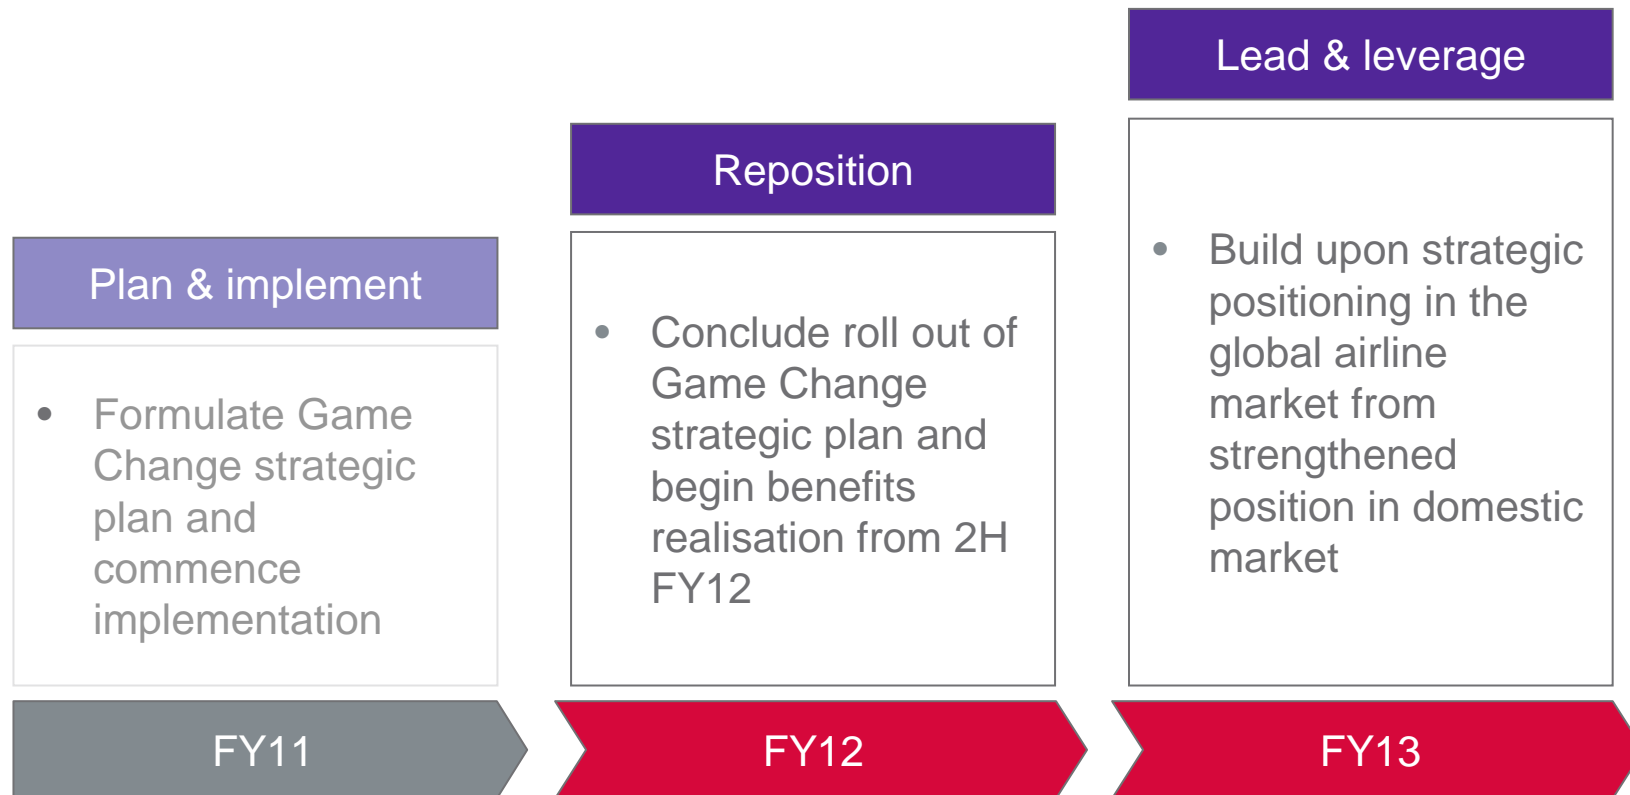 Plan & implement
• Formulate Game
Change strategic
plan and
commence
implementation
FY11
Reposition
• Conclude roll out of
Game Change
strategic plan and
begin benefits
realisation from 2H
FY12
FY12
Lead & leverage
• Build upon strategic
positioning in the
global airline
market from
strengthened
position in domestic
market
FY13